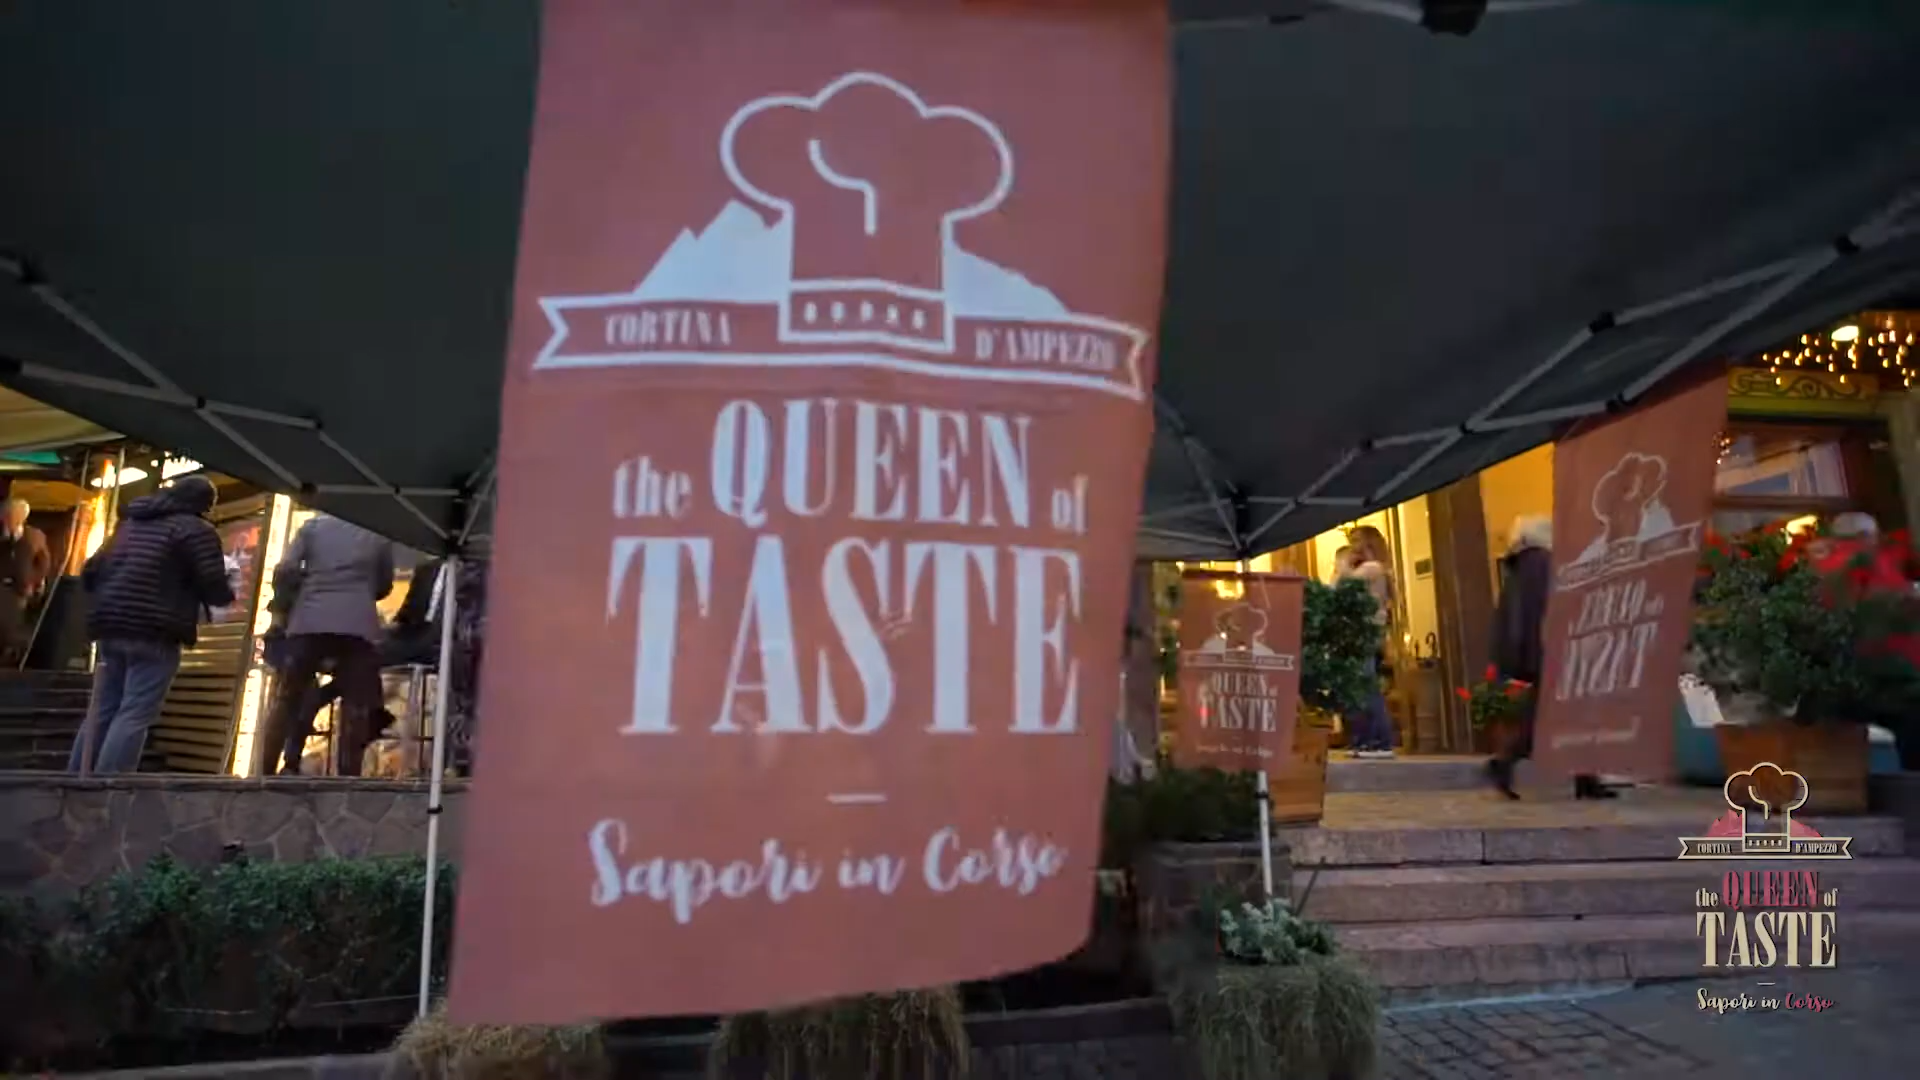 CORTINA D'AMPEZZO
the QUEEN of
TASTE
Sapori in Corso
QUEEN of
TASTE
CORTINA D'AMPEZZO
the QUEEN of
TASTE
Sapori in Corso